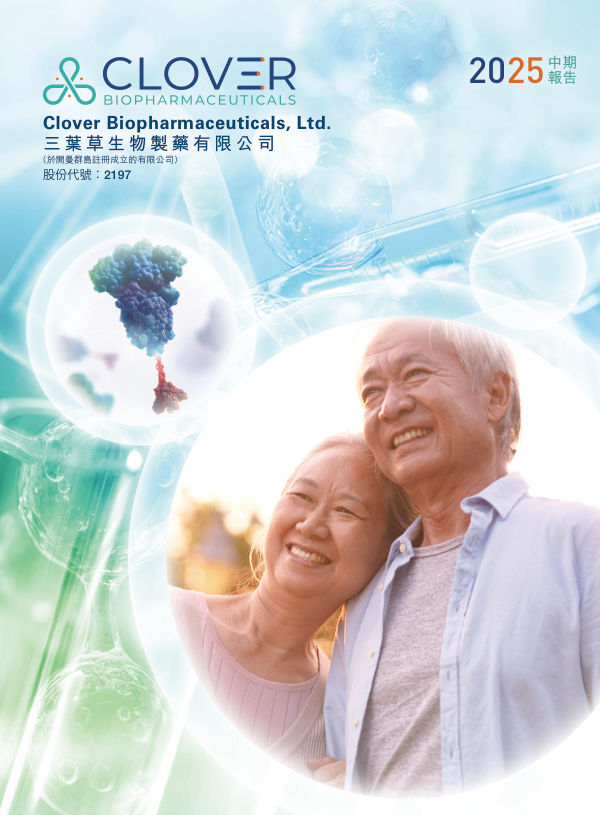 CLOVER
BIOPHARMACEUTICALS
2025 中期
報告
Clover Biopharmaceuticals, Ltd.
三葉草生物製藥有限公司
(於開曼群島註冊成立的有限公司)
股份代號：2197